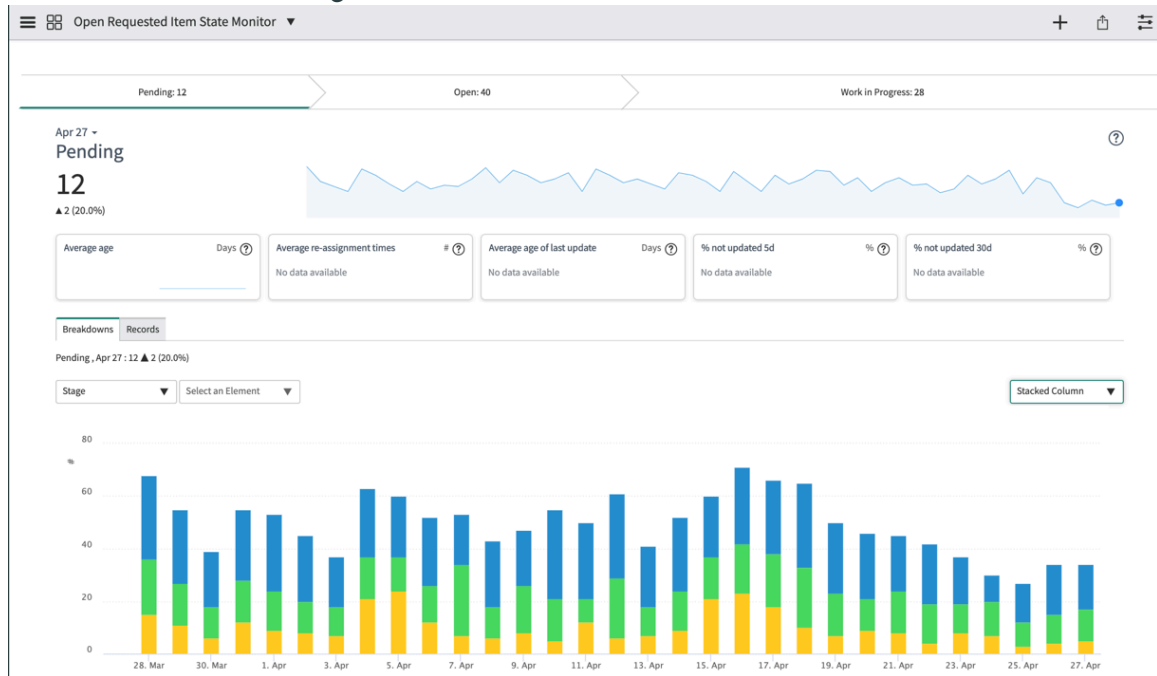 Open Requested Item State Monitor ▼
Pending: 12
Open: 40
Work in Progress: 28
Apr 27
Pending
12
▲ 2 (20.0%)
Average age Days ?
Average re-assignment times # ?
No data available
Average age of last update Days ?
No data available
% not updated 5d % ?
No data available
% not updated 30d % ?
No data available
Breakdowns Records
Pending , Apr 27 : 12 ▲ 2 (20.0%)
Stage ▼ Select an Element ▼ Stacked Column ▼
80
#
60
40
20
0
28. Mar 30. Mar 1. Apr 3. Apr 5. Apr 7. Apr 9. Apr 11. Apr 13. Apr 15. Apr 17. Apr 19. Apr 21. Apr 23. Apr 25. Apr 27. Apr